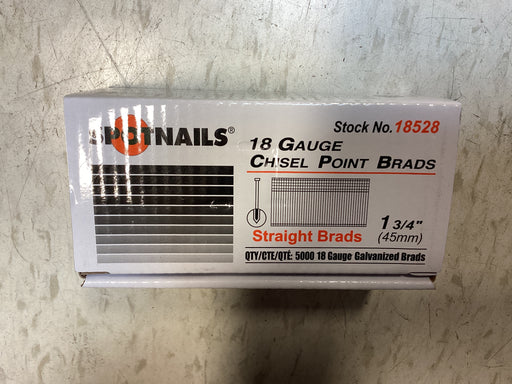 SPOTNAILS®
Stock No. 18528
18 GAUGE
CHISEL POINT BRADS
Straight Brads
1 3/4"
(45mm)
QTY/CTE/QTÉ: 5000 18 Gauge Galvanized Brads